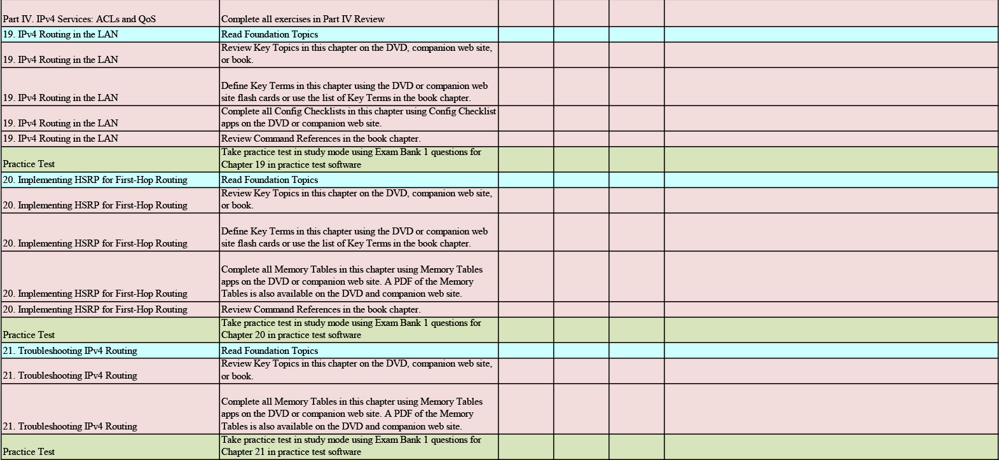 Part IV. IPv4 Services: ACLs and QoS Complete all exercises in Part IV Review
19. IPv4 Routing in the LAN Read Foundation Topics
Review Key Topics in this chapter on the DVD, companion web site,
19. IPv4 Routing in the LAN or book.
Define Key Terms in this chapter using the DVD or companion web
19. IPv4 Routing in the LAN site flash cards or use the list of Key Terms in the book chapter.
Complete all Config Checklists in this chapter using Config Checklist
19. IPv4 Routing in the LAN apps on the DVD or companion web site.
19. IPv4 Routing in the LAN Review Command References in the book chapter.
Take practice test in study mode using Exam Bank 1 questions for
Practice Test Chapter 19 in practice test software
20. Implementing HSRP for First-Hop Routing Read Foundation Topics
Review Key Topics in this chapter on the DVD, companion web site,
20. Implementing HSRP for First-Hop Routing or book.
Define Key Terms in this chapter using the DVD or companion web
20. Implementing HSRP for First-Hop Routing site flash cards or use the list of Key Terms in the book chapter.
Complete all Memory Tables in this chapter using Memory Tables
apps on the DVD or companion web site. A PDF of the Memory
20. Implementing HSRP for First-Hop Routing Tables is also available on the DVD and companion web site.
20. Implementing HSRP for First-Hop Routing Review Command References in the book chapter.
Take practice test in study mode using Exam Bank 1 questions for
Practice Test Chapter 20 in practice test software
21. Troubleshooting IPv4 Routing Read Foundation Topics
Review Key Topics in this chapter on the DVD, companion web site,
21. Troubleshooting IPv4 Routing or book.
Complete all Memory Tables in this chapter using Memory Tables
apps on the DVD or companion web site. A PDF of the Memory
21. Troubleshooting IPv4 Routing Tables is also available on the DVD and companion web site.
Take practice test in study mode using Exam Bank 1 questions for
Practice Test Chapter 21 in practice test software